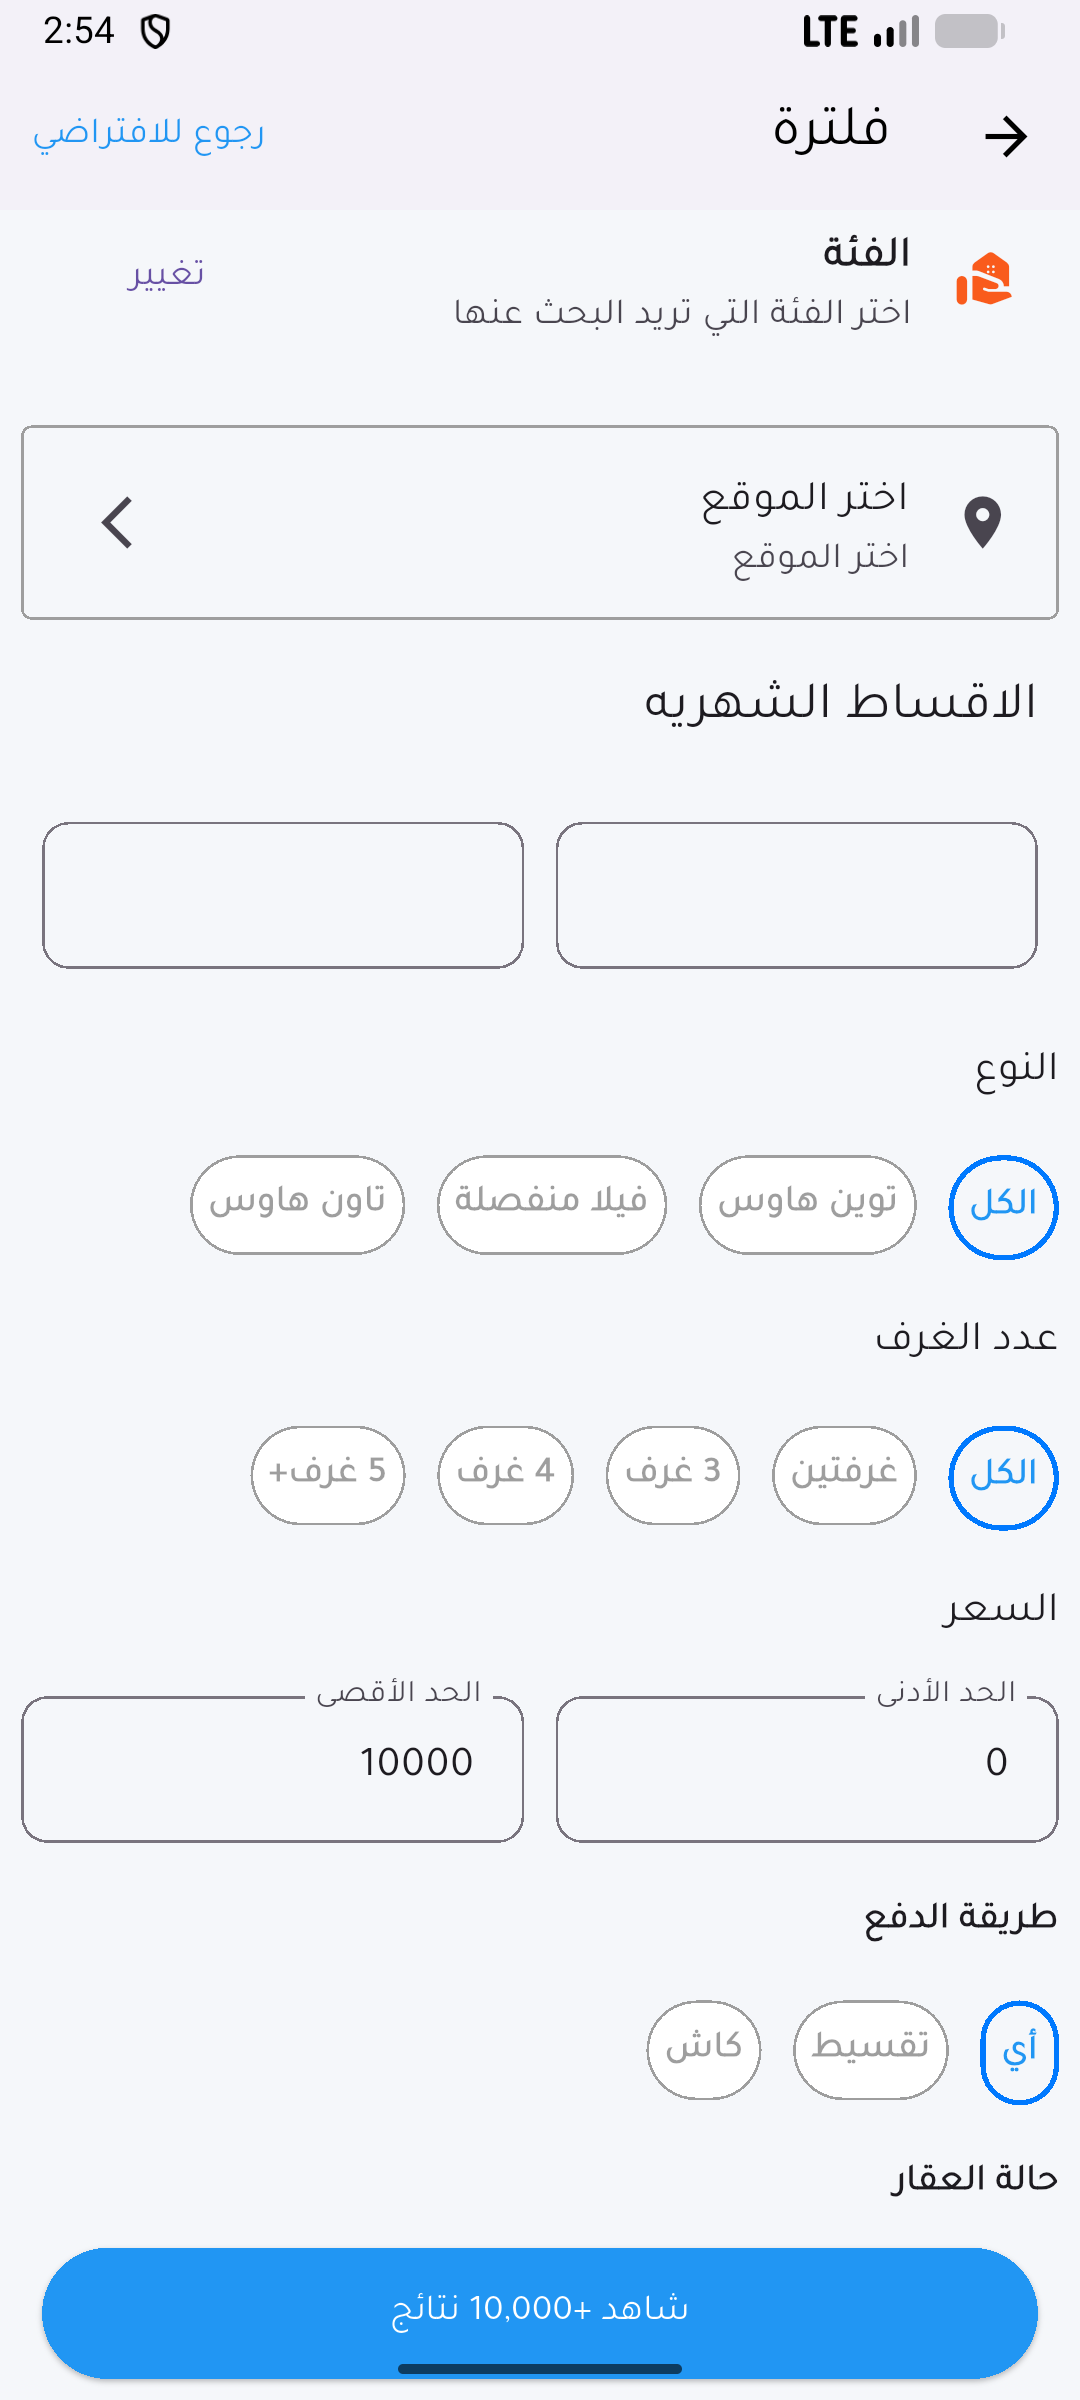 2:54
LTE
فلترة
رجوع للافتراضي
الفئة
اختر الفئة التي تريد البحث عنها
تغيير
اختر الموقع
اختر الموقع
الاقساط الشهريه
النوع
الكل
توين هاوس
فيلا منفصلة
تاون هاوس
عدد الغرف
الكل
غرفتين
3 غرف
4 غرف
5 غرف+
السعر
الحد الأدنى
0
الحد الأقصى
10000
طريقة الدفع
أي
تقسيط
كاش
حالة العقار
شاهد +10,000 نتائج